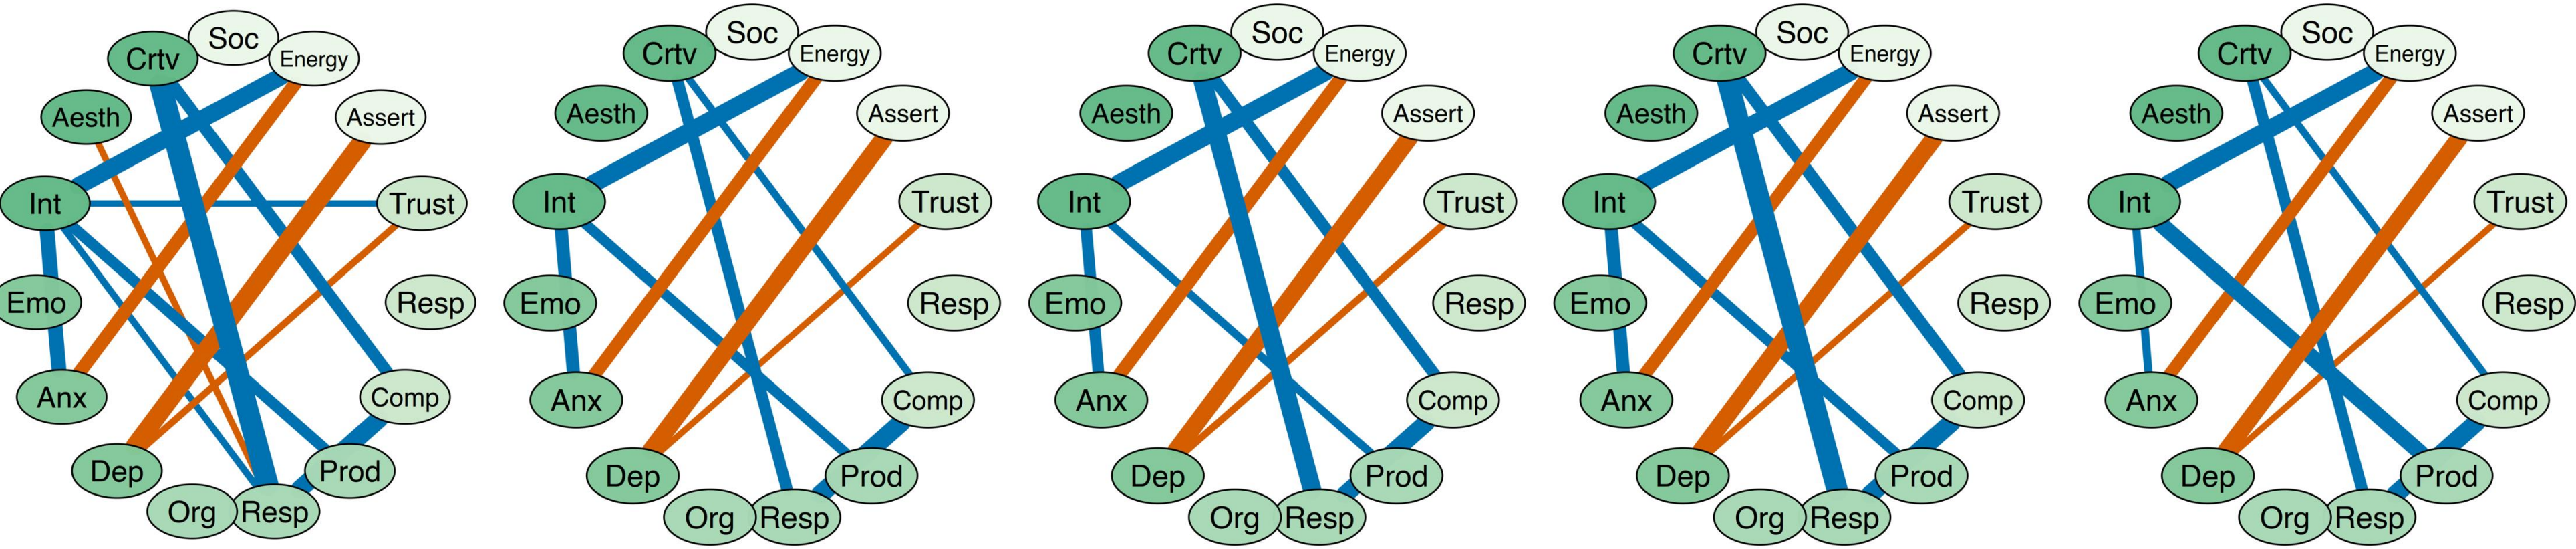 Soc Soc Soc Soc Soc
Crtv Energy Crtv Energy Crtv Energy Crtv Energy Crtv Energy
Aesth Assert Aesth Assert Aesth Assert Aesth Assert Aesth Assert
Int Trust Int Trust Int Trust Int Trust Int Trust
Emo Resp Emo Resp Emo Resp Emo Resp Emo Resp
Anx Comp Anx Comp Anx Comp Anx Comp Anx Comp
Dep Prod Dep Prod Dep Prod Dep Prod Dep Prod
Org Resp Org Resp Org Resp Org Resp Org Resp